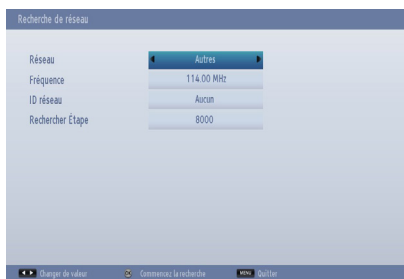 Recherche de réseau
Réseau Autres
Fréquence 114.00 MHz
ID réseau Aucun
Rechercher Étape 8000
Changer de valeur OK Commencez la recherche MENU Quitter